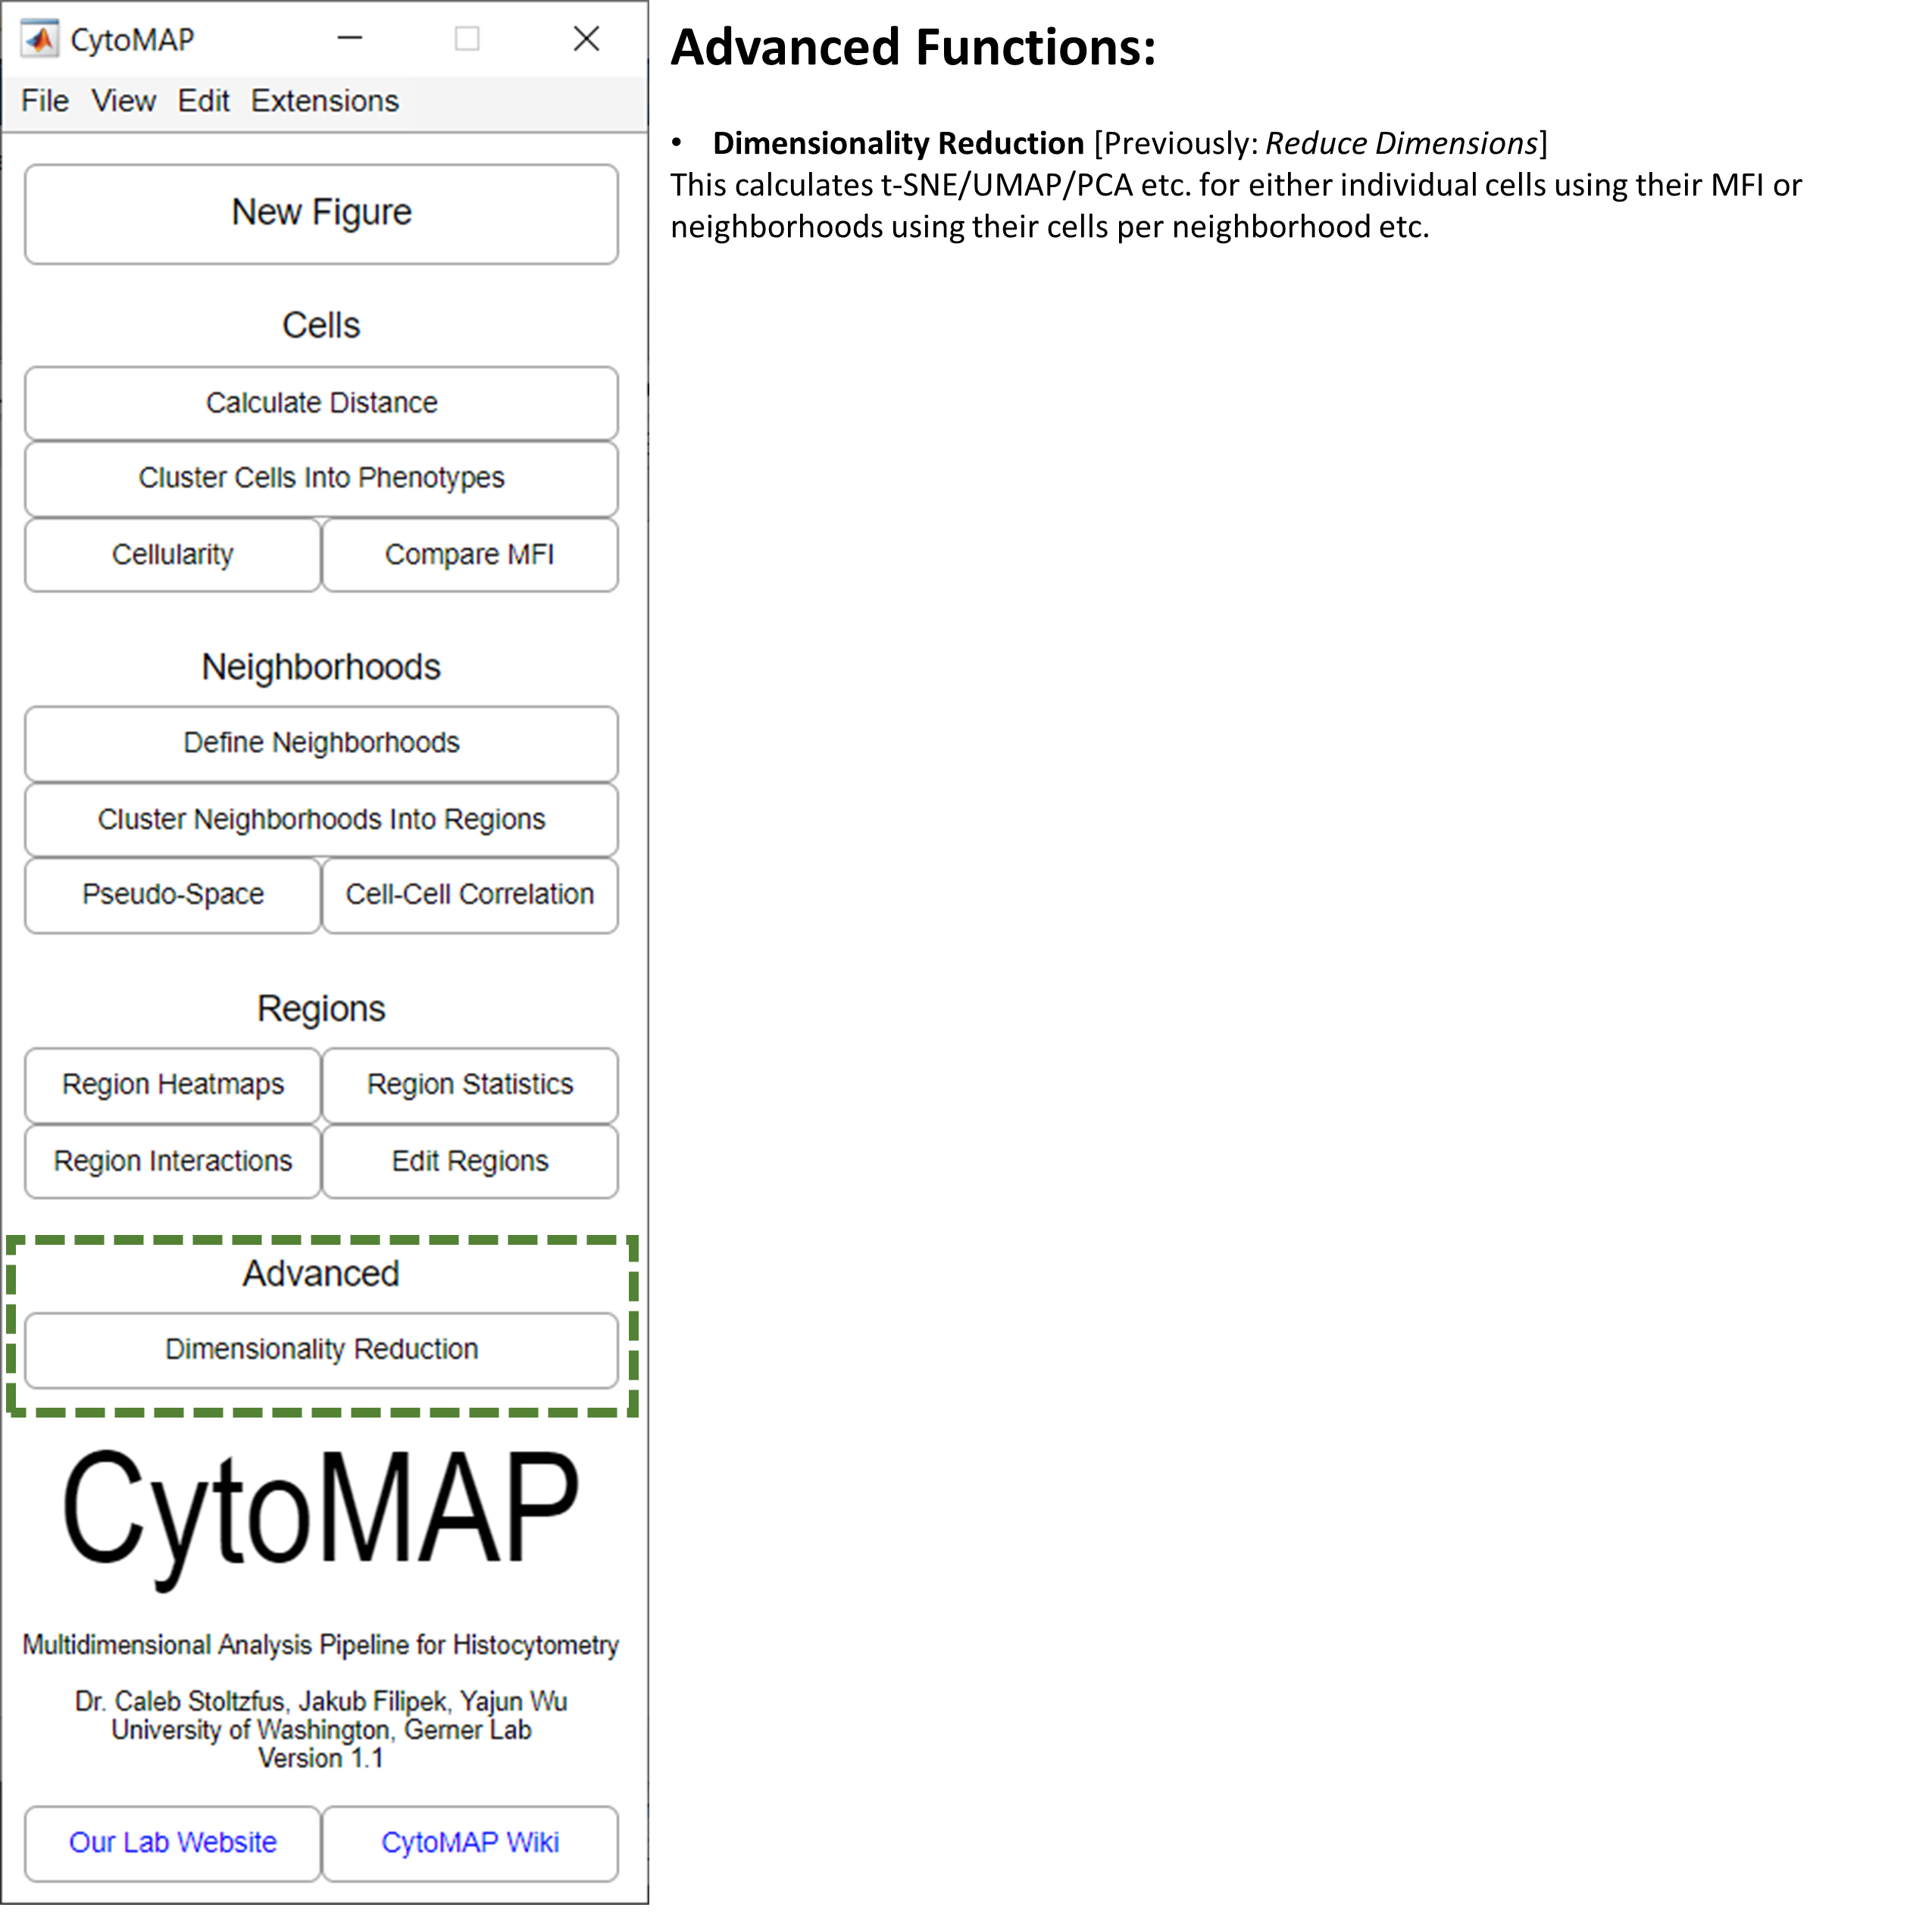 CytoMAP
File View Edit Extensions
New Figure
Cells
Calculate Distance
Cluster Cells Into Phenotypes
Cellularity
Compare MFI
Neighborhoods
Define Neighborhoods
Cluster Neighborhoods Into Regions
Pseudo-Space
Cell-Cell Correlation
Regions
Region Heatmaps
Region Statistics
Region Interactions
Edit Regions
Advanced
Dimensionality Reduction
CytoMAP
Multidimensional Analysis Pipeline for Histocytometry
Dr. Caleb Stoltzfus, Jakub Filipek, Yajun Wu
University of Washington, Gerner Lab
Version 1.1
Our Lab Website
CytoMAP Wiki
Advanced Functions:
• Dimensionality Reduction [Previously: Reduce Dimensions]
This calculates t-SNE/UMAP/PCA etc. for either individual cells using their MFI or
neighborhoods using their cells per neighborhood etc.